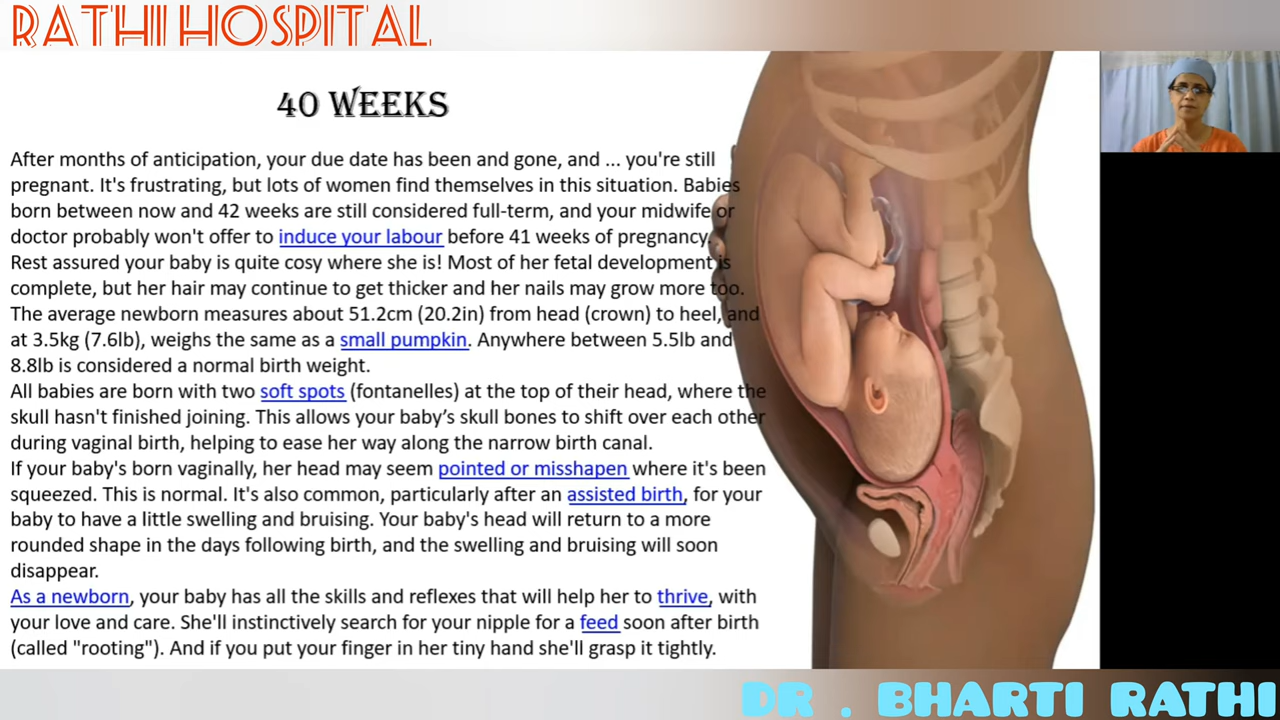 RATHI HOSPITAL
40 WEEKS
After months of anticipation, your due date has been and gone, and ... you're still
pregnant. It's frustrating, but lots of women find themselves in this situation. Babies
born between now and 42 weeks are still considered full-term, and your midwife or
doctor probably won't offer to induce your labour before 41 weeks of pregnancy.
Rest assured your baby is quite cosy where she is! Most of her fetal development is
complete, but her hair may continue to get thicker and her nails may grow more too.
The average newborn measures about 51.2cm (20.2in) from head (crown) to heel, and
at 3.5kg (7.6lb), weighs the same as a small pumpkin. Anywhere between 5.5lb and
8.8lb is considered a normal birth weight.
All babies are born with two soft spots (fontanelles) at the top of their head, where the
skull hasn't finished joining. This allows your baby’s skull bones to shift over each other
during vaginal birth, helping to ease her way along the narrow birth canal.
If your baby's born vaginally, her head may seem pointed or misshapen where it's been
squeezed. This is normal. It's also common, particularly after an assisted birth, for your
baby to have a little swelling and bruising. Your baby's head will return to a more
rounded shape in the days following birth, and the swelling and bruising will soon
disappear.
As a newborn, your baby has all the skills and reflexes that will help her to thrive, with
your love and care. She'll instinctively search for your nipple for a feed soon after birth
(called "rooting"). And if you put your finger in her tiny hand she'll grasp it tightly.
DR . BHARTI RATHI